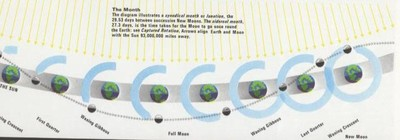 The Month
The diagram illustrates a synodical month or lunation, the
29.53 days between successive New Moons. The sidereal month,
27.3 days, is the time taken for the Moon to go once round
the Earth: see Captured Rotation. Arrows align Earth and Moon
with the Sun 93,000,000 miles away.
THE SUN
First Quarter
Waxing Gibbous
Full Moon
Waning Gibbous
Last Quarter
Waning Crescent
New Moon